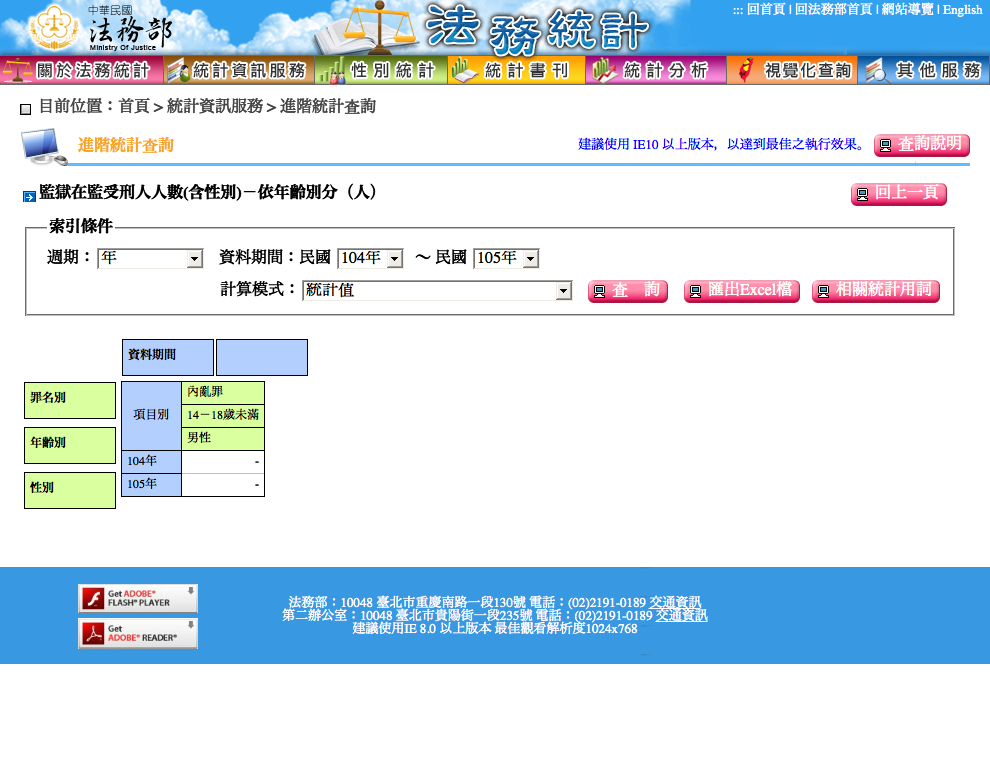 中華民國
法務部
Ministry Of Justice
法務統計
::: 回首頁 | 回法務部首頁 | 網站導覽 | English
關於法務統計 統計資訊服務 性別統計 統計書刊 統計分析 視覺化查詢 其他服務
目前位置：首頁 > 統計資訊服務 > 進階統計查詢
進階統計查詢
建議使用 IE10 以上版本，以達到最佳之執行效果。
查詢說明
監獄在監受刑人人數(含性別)－依年齡別分（人）
回上一頁
索引條件
週期： 年 資料期間：民國 104年 ～ 民國 105年
計算模式： 統計值 查 詢 匯出Excel檔 相關統計用詞
資料期間
罪名別
年齡別
性別
項目別
內亂罪
14－18歲未滿
男性
104年 -
105年 -
Get ADOBE®
FLASH® PLAYER
Get
ADOBE® READER®
法務部：10048 臺北市重慶南路一段130號 電話：(02)2191-0189 交通資訊
第二辦公室：10048 臺北市貴陽街一段235號 電話：(02)2191-0189 交通資訊
建議使用IE 8.0 以上版本 最佳觀看解析度1024x768